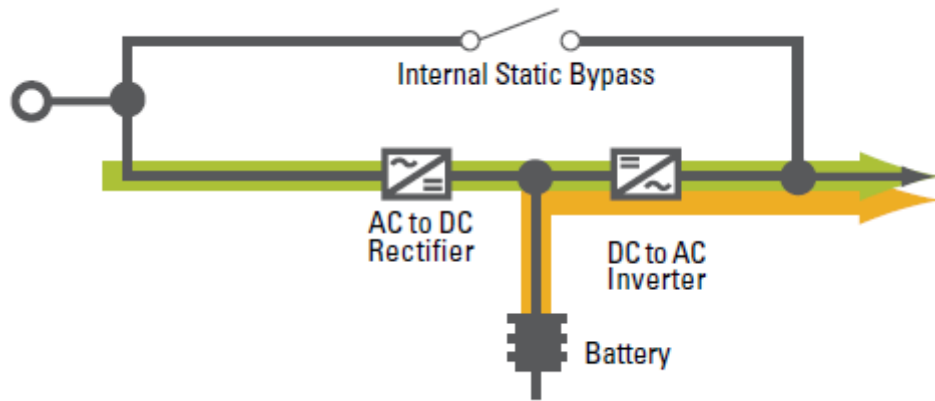 Internal Static Bypass
AC to DC
Rectifier
DC to AC
Inverter
Battery